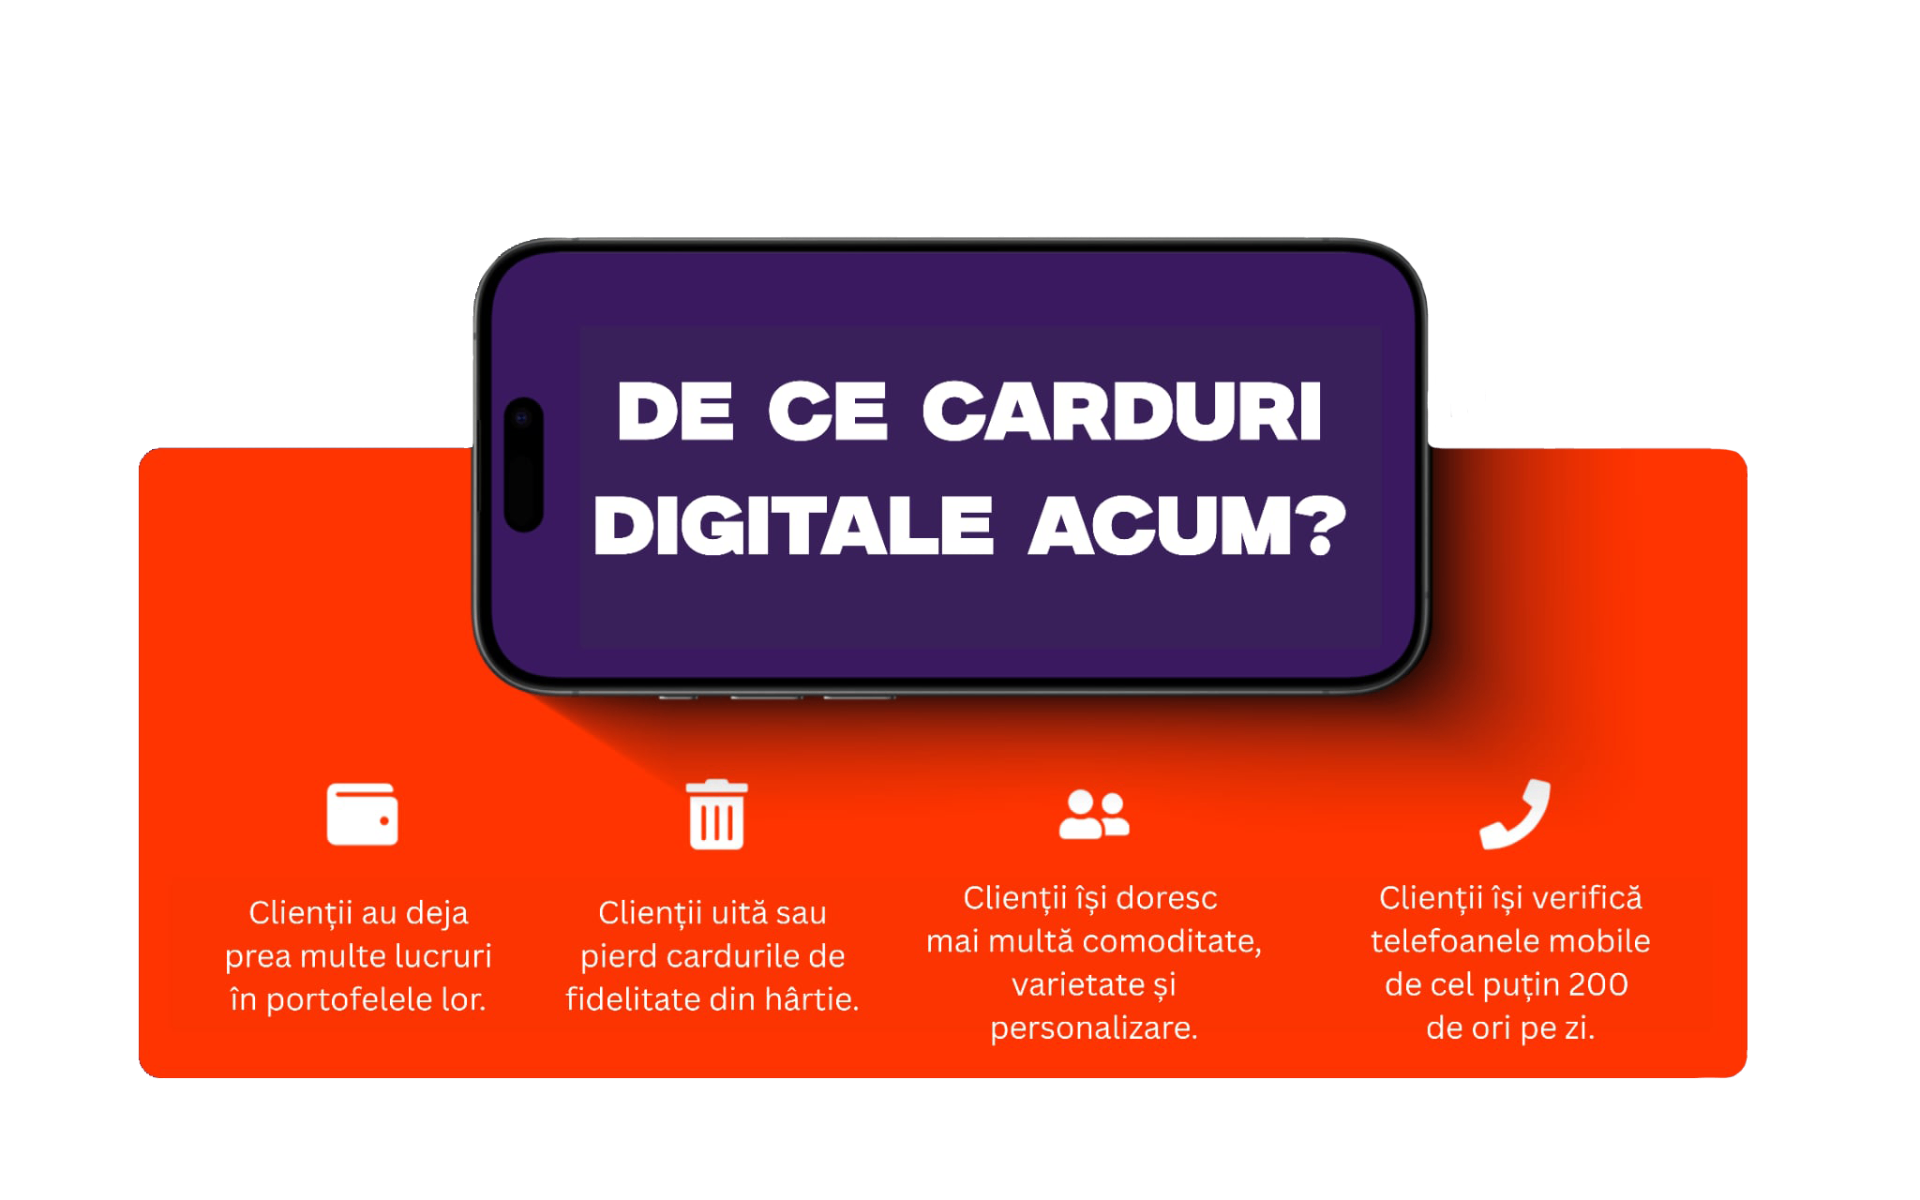 DE CE CARDURI
DIGITALE ACUM?
Clienții au deja
prea multe lucruri
în portofelele lor.
Clienții uită sau
pierd cardurile de
fidelitate din hârtie.
Clienții își doresc
mai multă comoditate,
varietate și
personalizare.
Clienții își verifică
telefoanele mobile
de cel puțin 200
de ori pe zi.